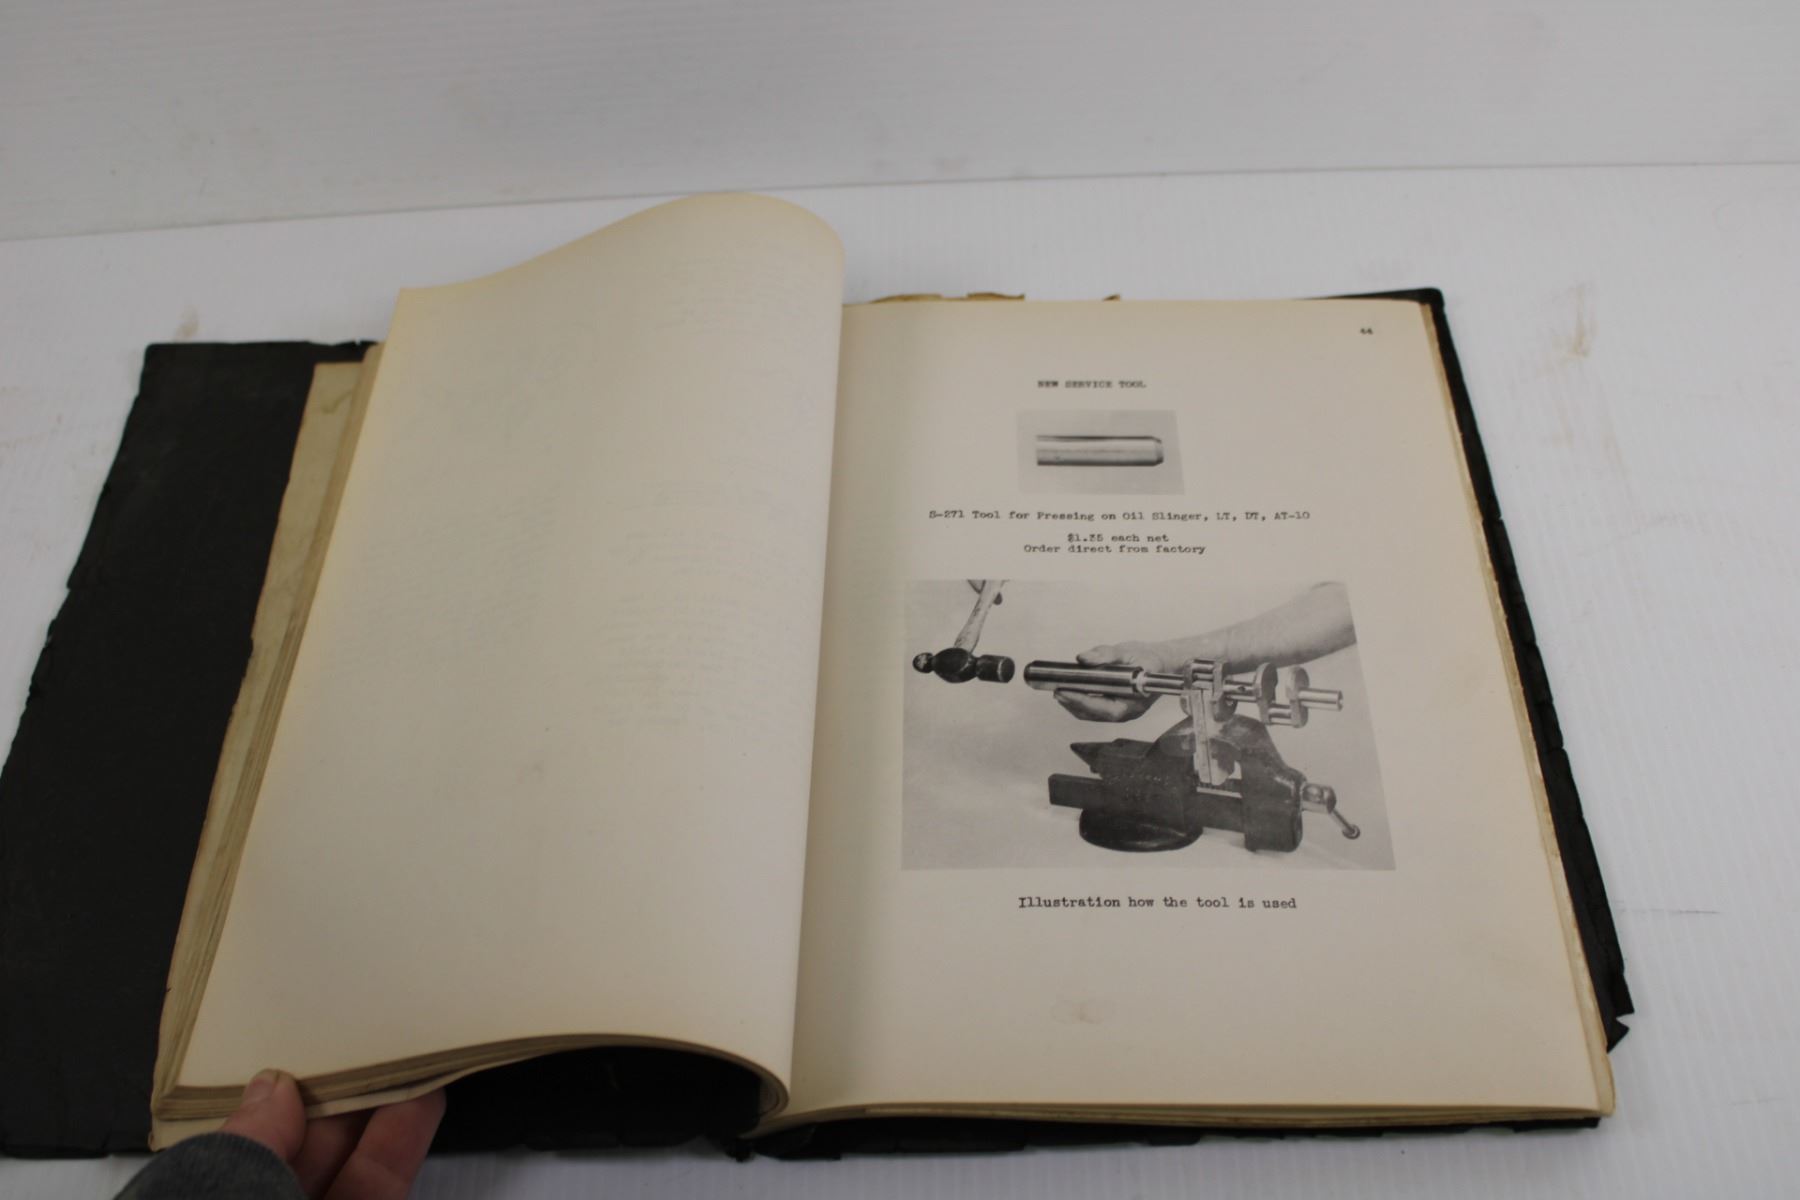 44
NEW SERVICE TOOL
S-271 Tool for Pressing on Oil Slinger, LT, DT, AT-10
$1.35 each net
Order direct from factory
Illustration how the tool is used